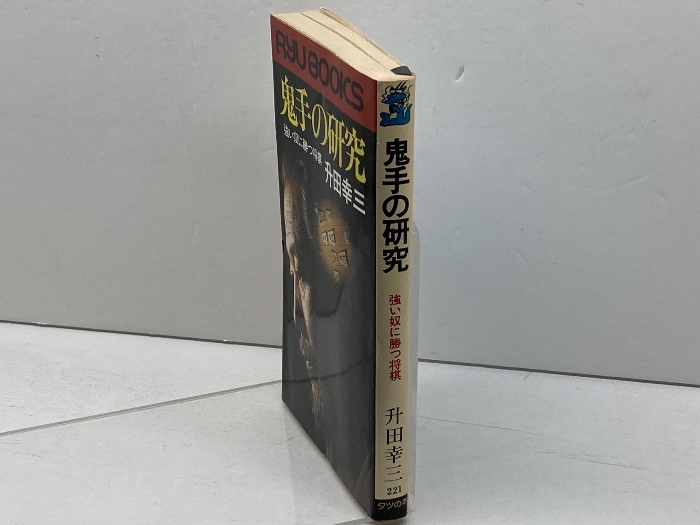 RYU BOOKS
鬼手の研究
強い奴に勝つ将棋
升田幸三
鬼手の研究
強い奴に勝つ将棋
升田幸三
221
タツの本